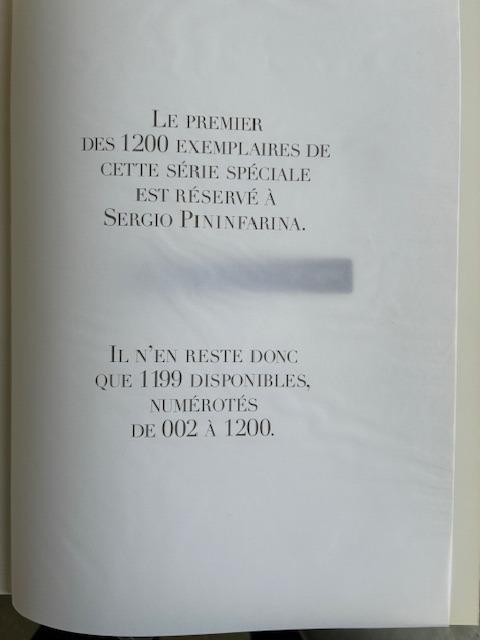 Le premier
des 1200 exemplaires de
cette série spéciale
est réservé à
Sergio Pininfarina.
Il n'en reste donc
que 1199 disponibles,
numérotés
de 002 à 1200.